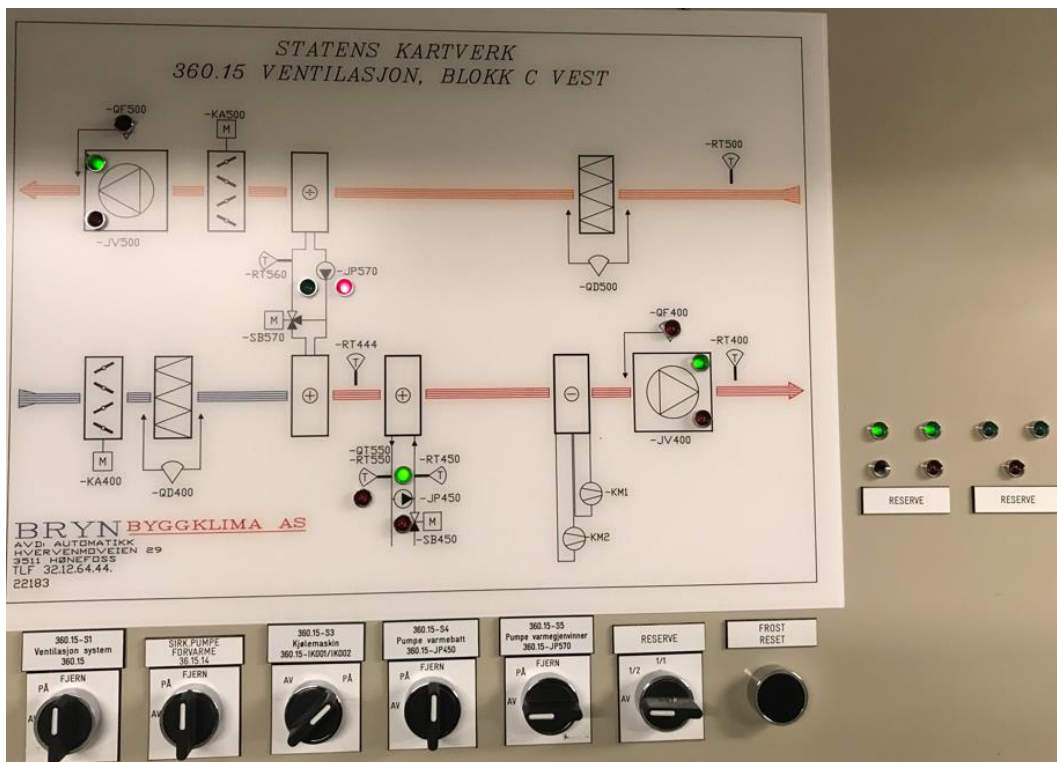 STATENS KARTVERK
360.15 VENTILASJON, BLOKK C VEST
-QF500
-KA500
M
-RT500
T
-JV500
T
-RT560
-JP570
-QD500
M
-SB570
-QF400
-RT444
-RT400
T
T
M
-KA400
-QD400
-JV400
-QT550
-RT550
-RT450
T
T
-JP450
M
-SB450
-KM1
-KM2
BRYN BYGGKLIMA AS
AVD: AUTOMATIKK
HVERVENMOVEIEN 29
3511 HØNEFOSS
TLF 32.12.64.44.
22183
RESERVE
RESERVE
360.15-S1
Ventilasjon system
360.15
FJERN
PÅ
AV
SIRK.PUMPE
FORVARME
36.15.14
FJERN
PÅ
AV
360.15-S3
Kjølemaskin
360.15-IK001/IK002
AV
PÅ
360.15-S4
Pumpe varmebatt
360.15-JP450
FJERN
PÅ
AV
360.15-S5
Pumpe varmegjenvinner
360.15-JP570
FJERN
PÅ
AV
RESERVE
1/1
1/2
AV
FROST
RESET